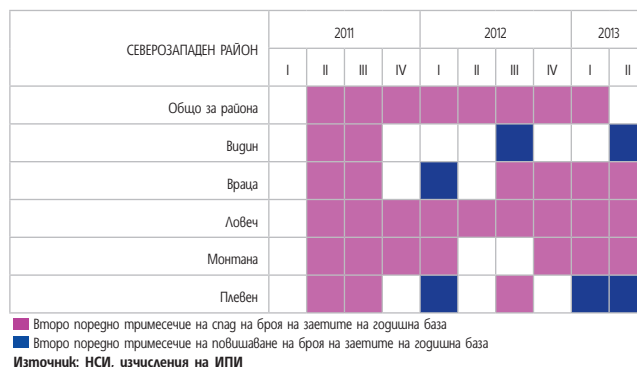 СЕВЕРОЗАПАДЕН РАЙОН 2011 2012 2013
I II III IV I II III IV I II
Общо за района
Видин
Враца
Ловеч
Монтана
Плевен
Второ поредно тримесечие на спад на броя на заетите на годишна база
Второ поредно тримесечие на повишаване на броя на заетите на годишна база
Източник: НСИ, изчисления на ИПИ